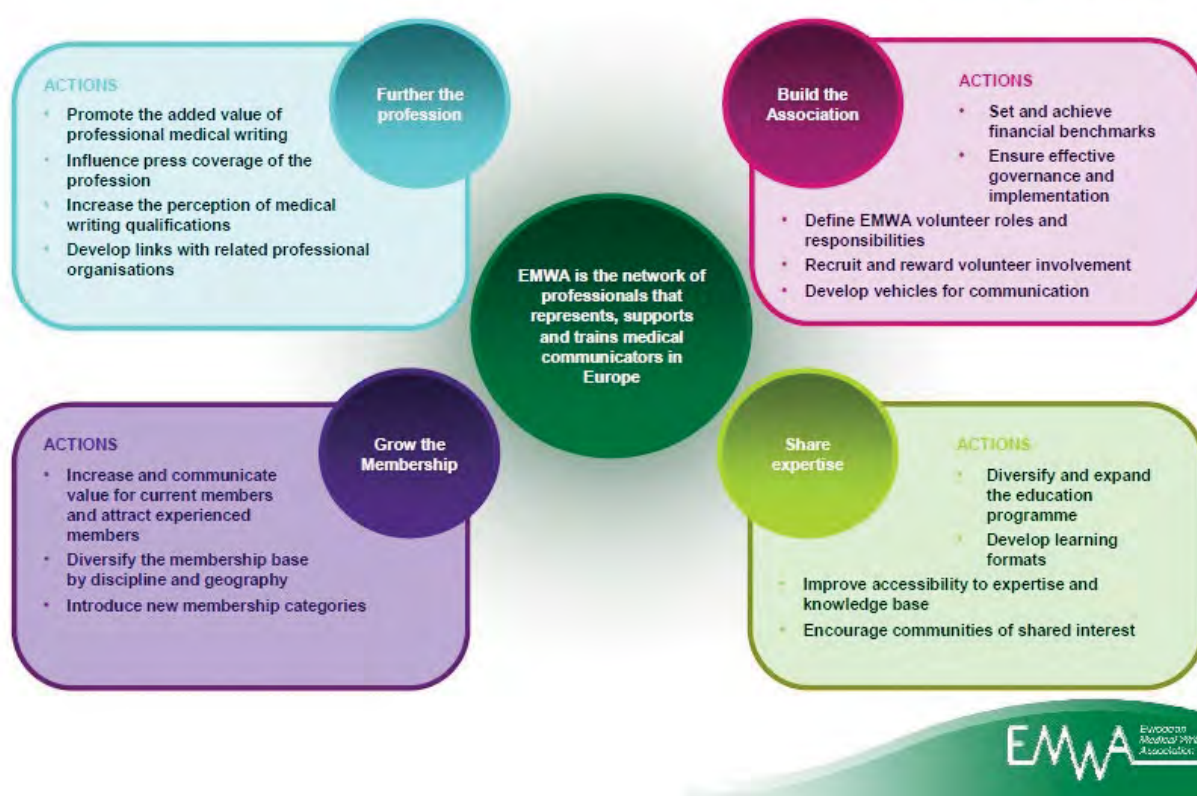 ACTIONS
Promote the added value of
professional medical writing
Influence press coverage of the
profession
Increase the perception of medical
writing qualifications
Develop links with related professional
organisations
Further the
profession
Build the
Association
ACTIONS
Set and achieve
financial benchmarks
Ensure effective
governance and
implementation
Define EMWA volunteer roles and
responsibilities
Recruit and reward volunteer involvement
Develop vehicles for communication
EMWA is the network of
professionals that
represents, supports
and trains medical
communicators in
Europe
ACTIONS
Increase and communicate
value for current members
and attract experienced
members
Diversify the membership base
by discipline and geography
Introduce new membership categories
Grow the
Membership
Share
expertise
ACTIONS
Diversify and expand
the education
programme
Develop learning
formats
Improve accessibility to expertise and
knowledge base
Encourage communities of shared interest
EMWA
European
Medical
Association